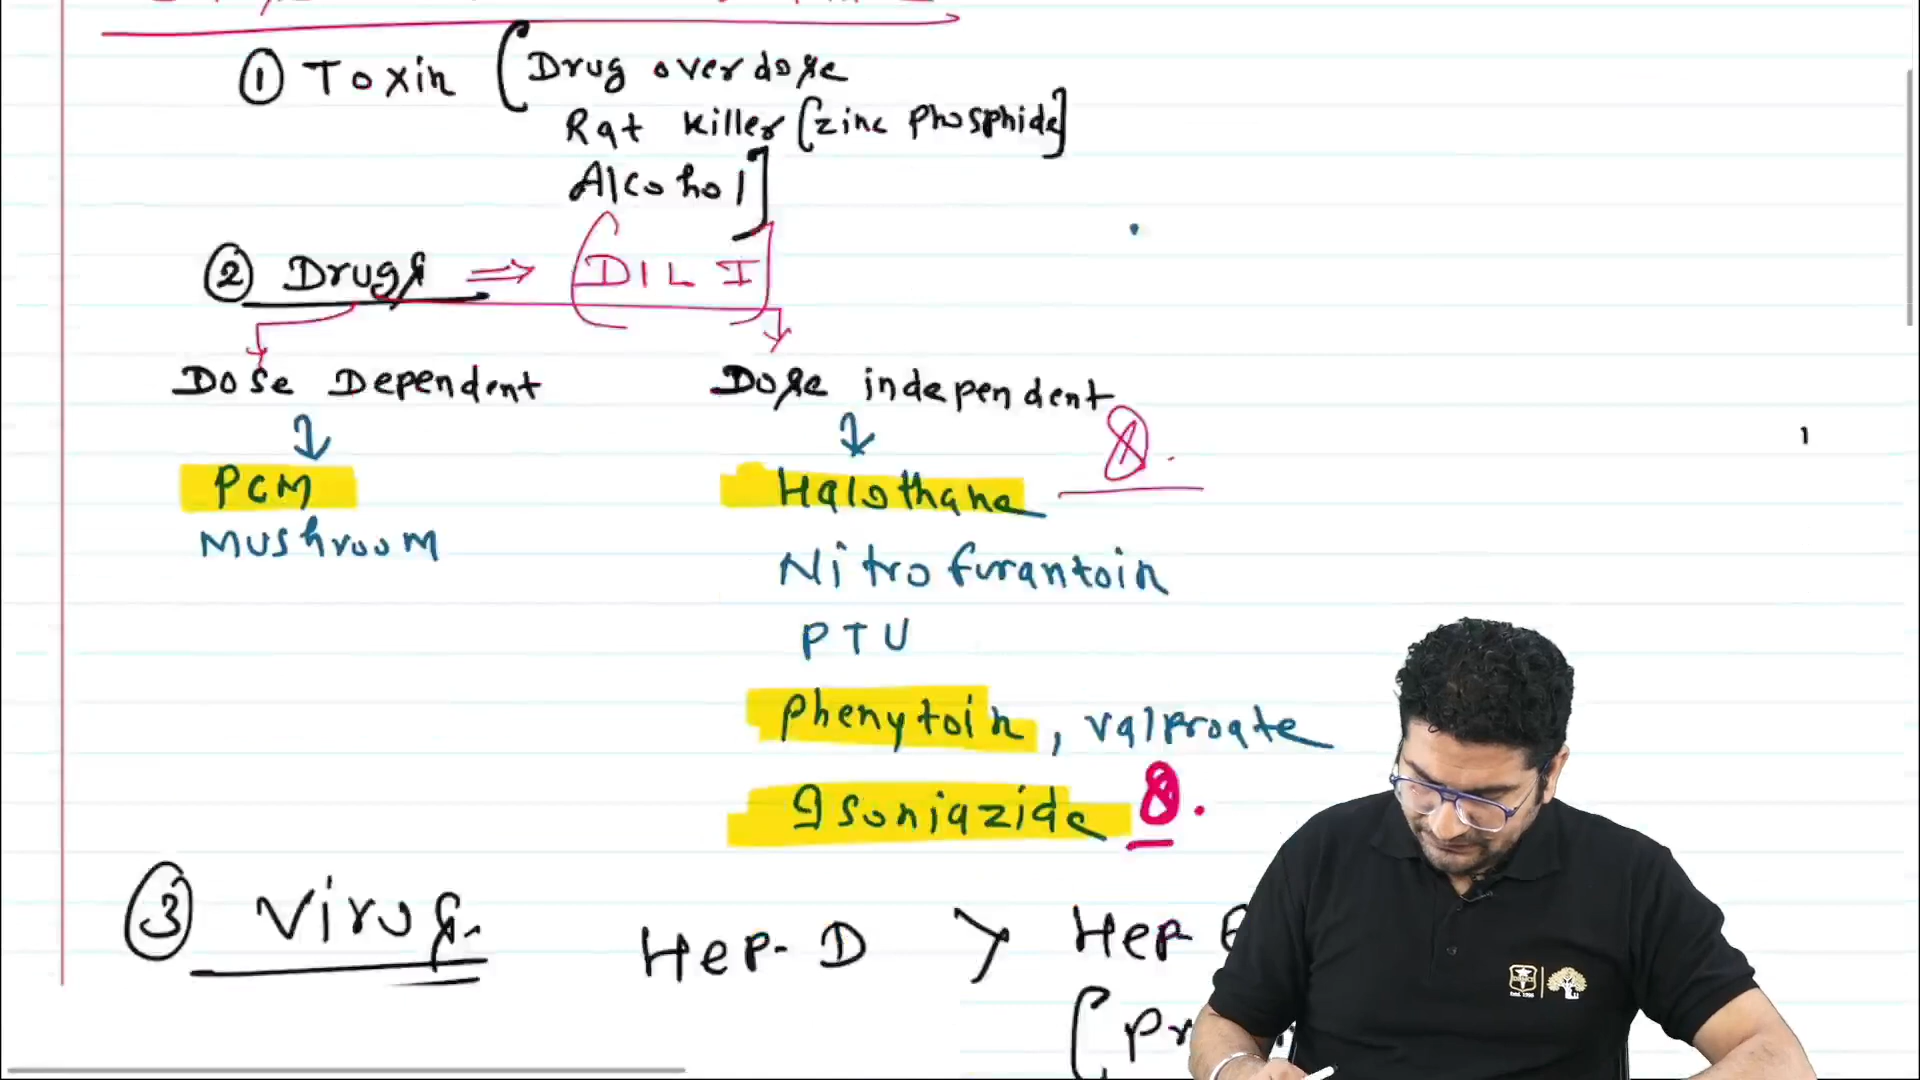 ① Toxin [Drug overdose
Rat killer [zinc phosphide]
Alcohol]
② Drugs ⇒ [DILI]
Dose Dependent
Dose independent
↓
↓
PCM
Mushroom
Halothane
Nitrofurantoin
PTU
Phenytoin, valproate
Isoniazide
③ Virus.
Hep-D > Hep
1